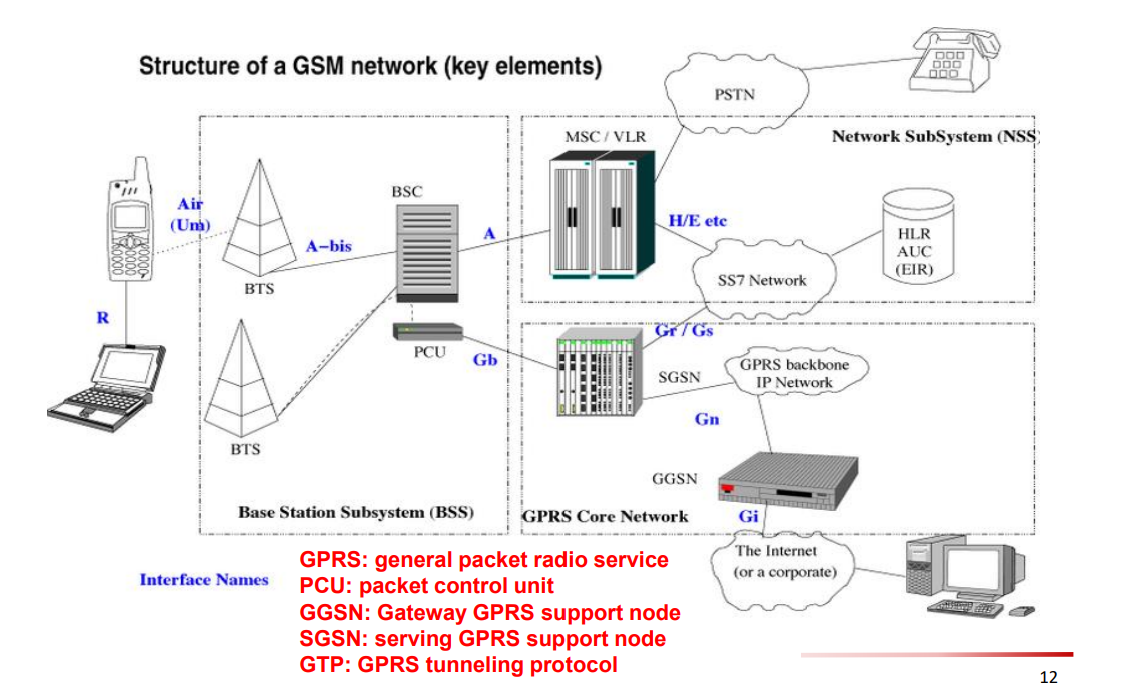 Structure of a GSM network (key elements)
PSTN
MSC / VLR
Network SubSystem (NSS)
BSC
Air
(Um)
A-bis
A
H/E etc
HLR
AUC
(EIR)
BTS
SS7 Network
R
PCU
Gb
Gr / Gs
SGSN
GPRS backbone
IP Network
Gn
BTS
GGSN
Base Station Subsystem (BSS)
GPRS Core Network
Gi
The Internet
(or a corporate)
Interface Names
GPRS: general packet radio service
PCU: packet control unit
GGSN: Gateway GPRS support node
SGSN: serving GPRS support node
GTP: GPRS tunneling protocol
12